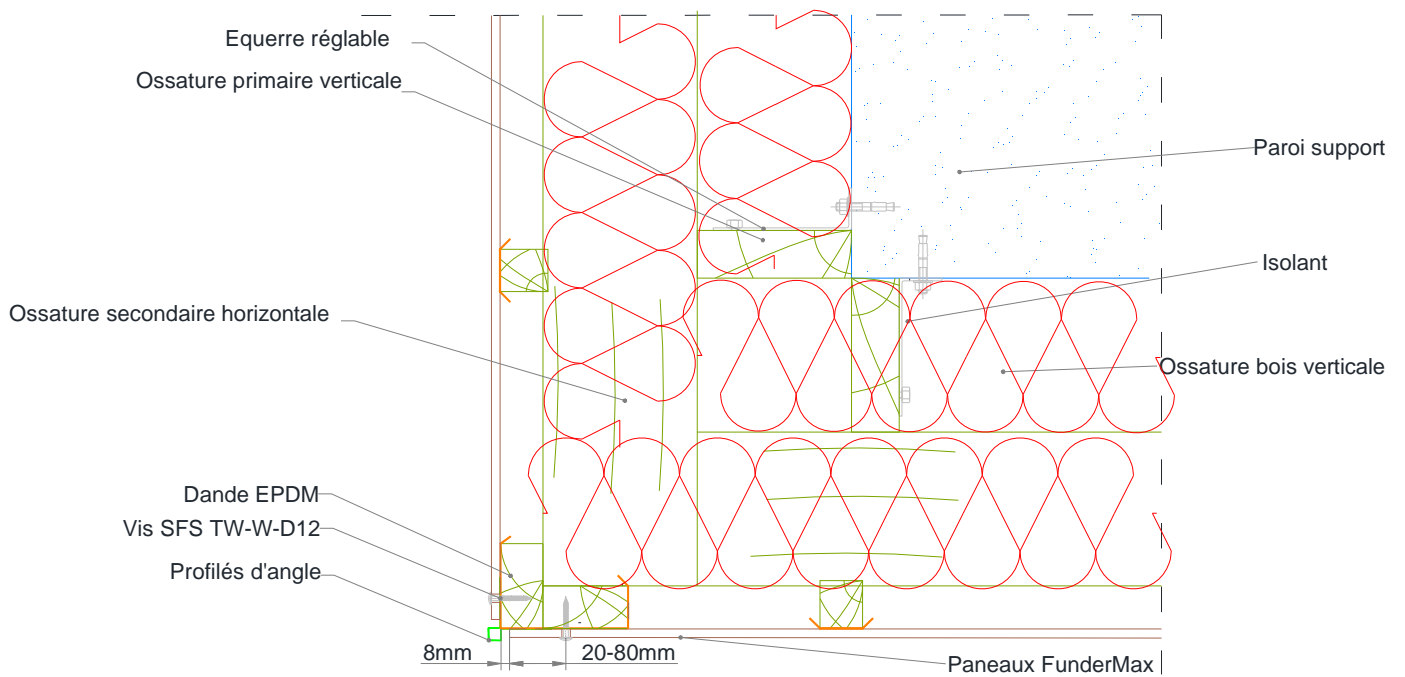 Equerre réglable
Ossature primaire verticale
Paroi support
Isolant
Ossature secondaire horizontale
Ossature bois verticale
Dande EPDM
Vis SFS TW-W-D12
Profilés d'angle
8mm
20-80mm
Paneaux FunderMax